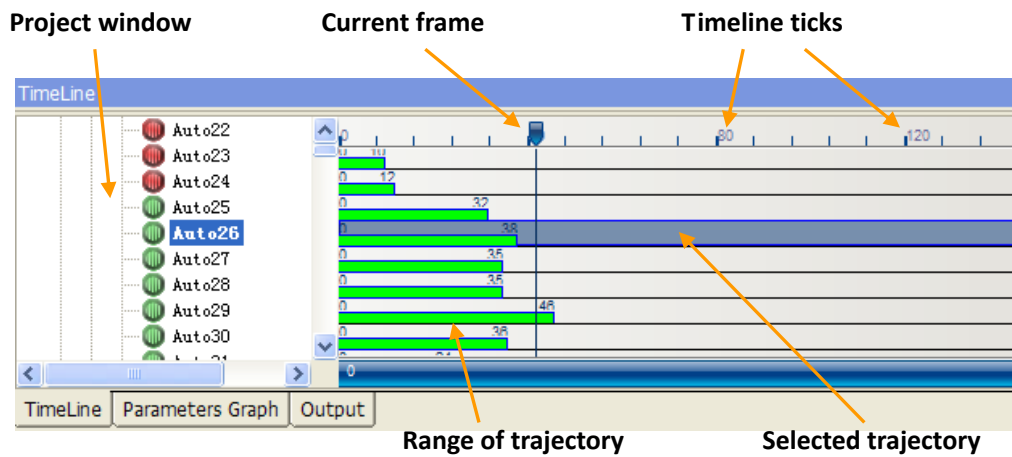 Project window Current frame Timeline ticks
TimeLine
Auto22 0 80 120
Auto23 0 10
Auto24 0 12
Auto25 0 32
Auto26 0 38
Auto27 0 35
Auto28 0 35
Auto29 0 46
Auto30 0 36
0
TimeLine Parameters Graph Output
Range of trajectory Selected trajectory